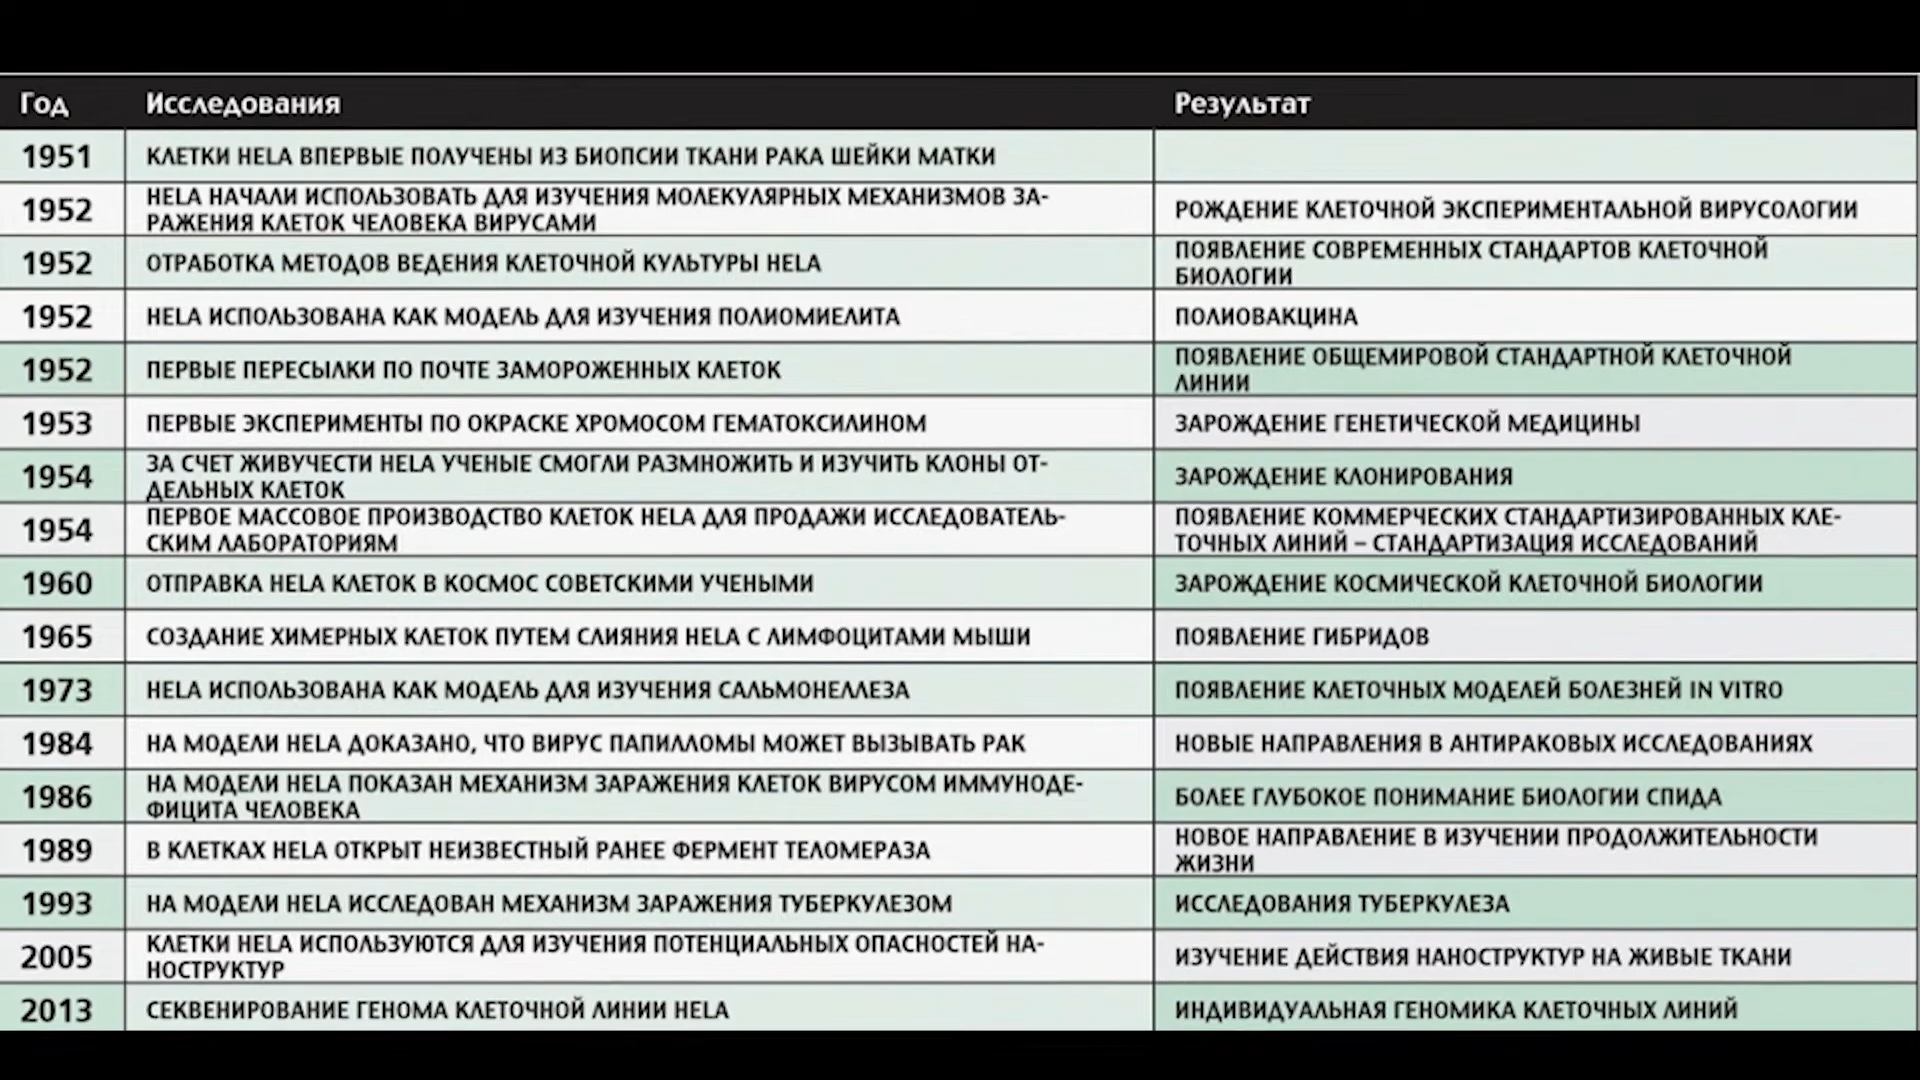 Год Исследования Результат
1951 КЛЕТКИ HELA ВПЕРВЫЕ ПОЛУЧЕНЫ ИЗ БИОПСИИ ТКАНИ РАКА ШЕЙКИ МАТКИ
1952 HELA НАЧАЛИ ИСПОЛЬЗОВАТЬ ДЛЯ ИЗУЧЕНИЯ МОЛЕКУЛЯРНЫХ МЕХАНИЗМОВ ЗА-
РАЖЕНИЯ КЛЕТОК ЧЕЛОВЕКА ВИРУСАМИ
РОЖДЕНИЕ КЛЕТОЧНОЙ ЭКСПЕРИМЕНТАЛЬНОЙ ВИРУСОЛОГИИ
1952 ОТРАБОТКА МЕТОДОВ ВЕДЕНИЯ КЛЕТОЧНОЙ КУЛЬТУРЫ HELA
ПОЯВЛЕНИЕ СОВРЕМЕННЫХ СТАНДАРТОВ КЛЕТОЧНОЙ
БИОЛОГИИ
1952 HELA ИСПОЛЬЗОВАНА КАК МОДЕЛЬ ДЛЯ ИЗУЧЕНИЯ ПОЛИОМИЕЛИТА
ПОЛИОВАКЦИНА
1952 ПЕРВЫЕ ПЕРЕСЫЛКИ ПО ПОЧТЕ ЗАМОРОЖЕННЫХ КЛЕТОК
ПОЯВЛЕНИЕ ОБЩЕМИРОВОЙ СТАНДАРТНОЙ КЛЕТОЧНОЙ
ЛИНИИ
1953 ПЕРВЫЕ ЭКСПЕРИМЕНТЫ ПО ОКРАСКЕ ХРОМОСОМ ГЕМАТОКСИЛИНОМ
ЗАРОЖДЕНИЕ ГЕНЕТИЧЕСКОЙ МЕДИЦИНЫ
1954 ЗА СЧЕТ ЖИВУЧЕСТИ HELA УЧЕНЫЕ СМОГЛИ РАЗМНОЖИТЬ И ИЗУЧИТЬ КЛОНЫ ОТ-
ДЕЛЬНЫХ КЛЕТОК
ЗАРОЖДЕНИЕ КЛОНИРОВАНИЯ
1954 ПЕРВОЕ МАССОВОЕ ПРОИЗВОДСТВО КЛЕТОК HELA ДЛЯ ПРОДАЖИ ИССЛЕДОВАТЕЛЬ-
СКИМ ЛАБОРАТОРИЯМ
ПОЯВЛЕНИЕ КОММЕРЧЕСКИХ СТАНДАРТИЗИРОВАННЫХ КЛЕ-
ТОЧНЫХ ЛИНИЙ – СТАНДАРТИЗАЦИЯ ИССЛЕДОВАНИЙ
1960 ОТПРАВКА HELA КЛЕТОК В КОСМОС СОВЕТСКИМИ УЧЕНЫМИ
ЗАРОЖДЕНИЕ КОСМИЧЕСКОЙ КЛЕТОЧНОЙ БИОЛОГИИ
1965 СОЗДАНИЕ ХИМЕРНЫХ КЛЕТОК ПУТЕМ СЛИЯНИЯ HELA С ЛИМФОЦИТАМИ МЫШИ
ПОЯВЛЕНИЕ ГИБРИДОВ
1973 HELA ИСПОЛЬЗОВАНА КАК МОДЕЛЬ ДЛЯ ИЗУЧЕНИЯ САЛЬМОНЕЛЛЕЗА
ПОЯВЛЕНИЕ КЛЕТОЧНЫХ МОДЕЛЕЙ БОЛЕЗНЕЙ IN VITRO
1984 НА МОДЕЛИ HELA ДОКАЗАНО, ЧТО ВИРУС ПАПИЛЛОМЫ МОЖЕТ ВЫЗЫВАТЬ РАК
НОВЫЕ НАПРАВЛЕНИЯ В АНТИРАКОВЫХ ИССЛЕДОВАНИЯХ
1986 НА МОДЕЛИ HELA ПОКАЗАН МЕХАНИЗМ ЗАРАЖЕНИЯ КЛЕТОК ВИРУСОМ ИММУНОДЕ-
ФИЦИТА ЧЕЛОВЕКА
БОЛЕЕ ГЛУБОКОЕ ПОНИМАНИЕ БИОЛОГИИ СПИДА
1989 В КЛЕТКАХ HELA ОТКРЫТ НЕИЗВЕСТНЫЙ РАНЕЕ ФЕРМЕНТ ТЕЛОМЕРАЗА
НОВОЕ НАПРАВЛЕНИЕ В ИЗУЧЕНИИ ПРОДОЛЖИТЕЛЬНОСТИ
ЖИЗНИ
1993 НА МОДЕЛИ HELA ИССЛЕДОВАН МЕХАНИЗМ ЗАРАЖЕНИЯ ТУБЕРКУЛЕЗОМ
ИССЛЕДОВАНИЯ ТУБЕРКУЛЕЗА
2005 КЛЕТКИ HELA ИСПОЛЬЗУЮТСЯ ДЛЯ ИЗУЧЕНИЯ ПОТЕНЦИАЛЬНЫХ ОПАСНОСТЕЙ НА-
НОСТРУКТУР
ИЗУЧЕНИЕ ДЕЙСТВИЯ НАНОСТРУКТУР НА ЖИВЫЕ ТКАНИ
2013 СЕКВЕНИРОВАНИЕ ГЕНОМА КЛЕТОЧНОЙ ЛИНИИ HELA
ИНДИВИДУАЛЬНАЯ ГЕНОМИКА КЛЕТОЧНЫХ ЛИНИЙ